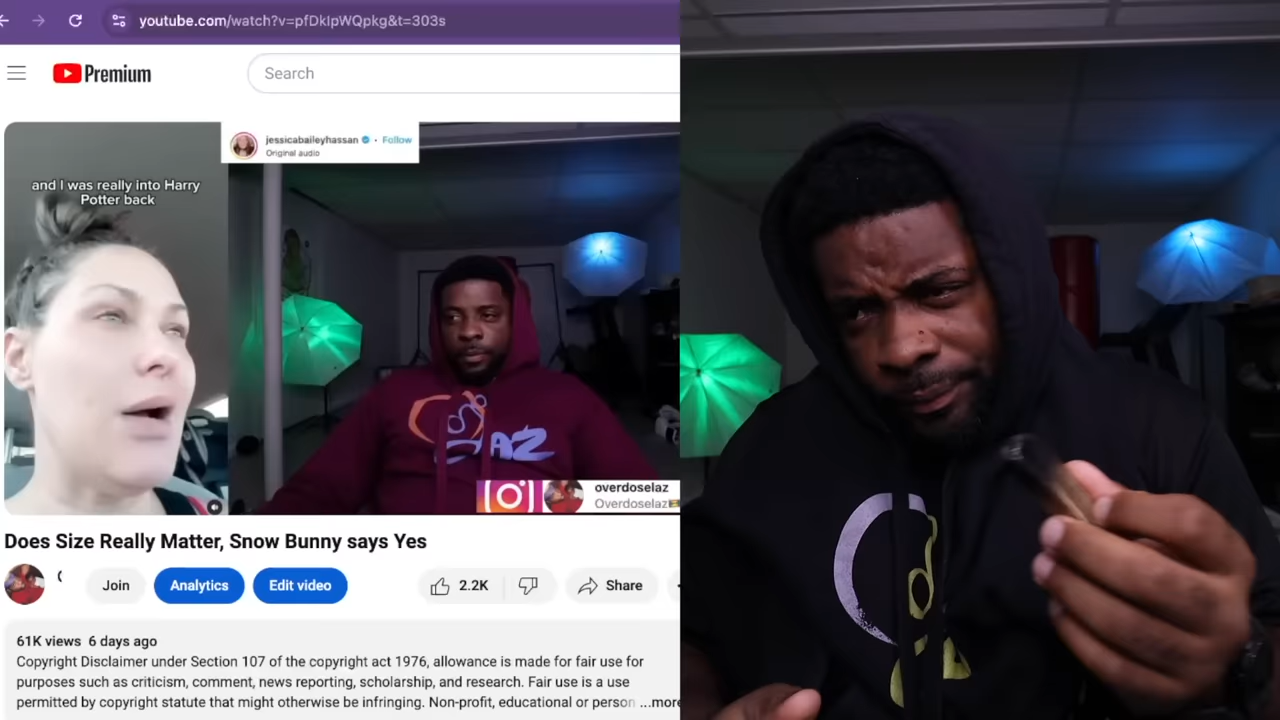 youtube.com/watch?v=pfDklpWQpkg&t=303s
Premium
Search
jessicabaileyhassan · Follow
Original audio
and I was really into Harry
Potter back
AZ
overdoselaz
Overdoselaz
Does Size Really Matter, Snow Bunny says Yes
Join
Analytics
Edit video
2.2K
Share
61K views 6 days ago
Copyright Disclaimer under Section 107 of the copyright act 1976, allowance is made for fair use for
purposes such as criticism, comment, news reporting, scholarship, and research. Fair use is a use
permitted by copyright statute that might otherwise be infringing. Non-profit, educational or person ...more